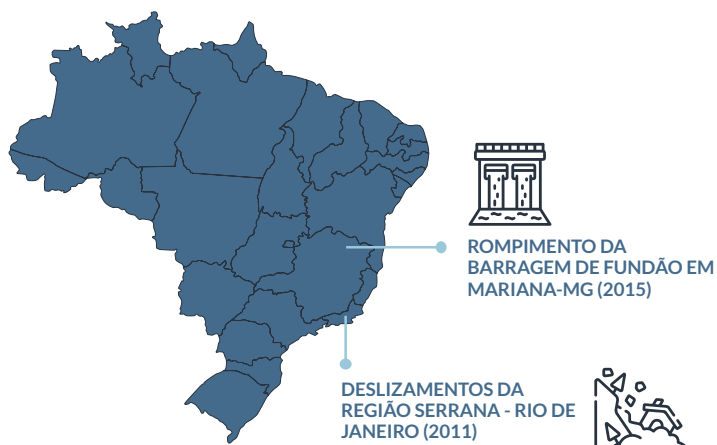 ROMPIMENTO DA
BARRAGEM DE FUNDÃO EM
MARIANA-MG (2015)
DESLIZAMENTOS DA
REGIÃO SERRANA - RIO DE
JANEIRO (2011)